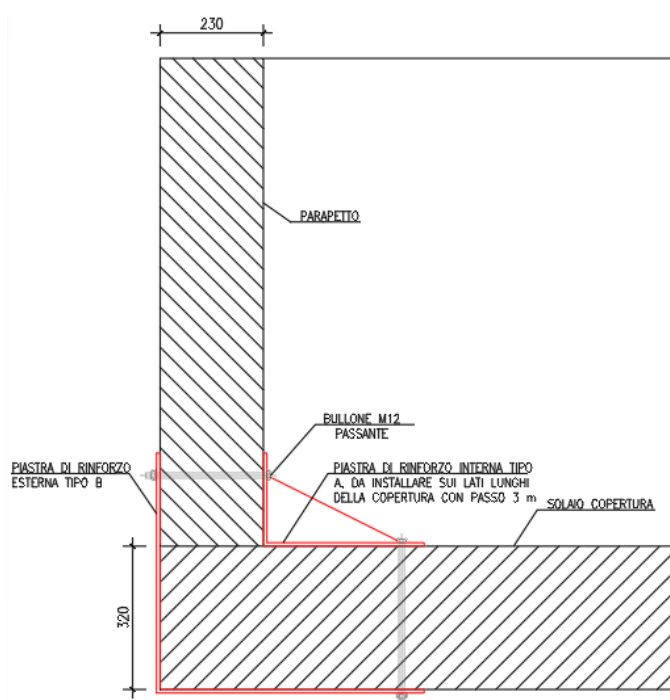 230
PARAPETTO
BULLONE M12
PASSANTE
PIASTRA DI RINFORZO
ESTERNA TIPO B
PIASTRA DI RINFORZO INTERNA TIPO
A, DA INSTALLARE SUI LATI LUNGHI
DELLA COPERTURA CON PASSO 3 m
SOLAIO COPERTURA
320